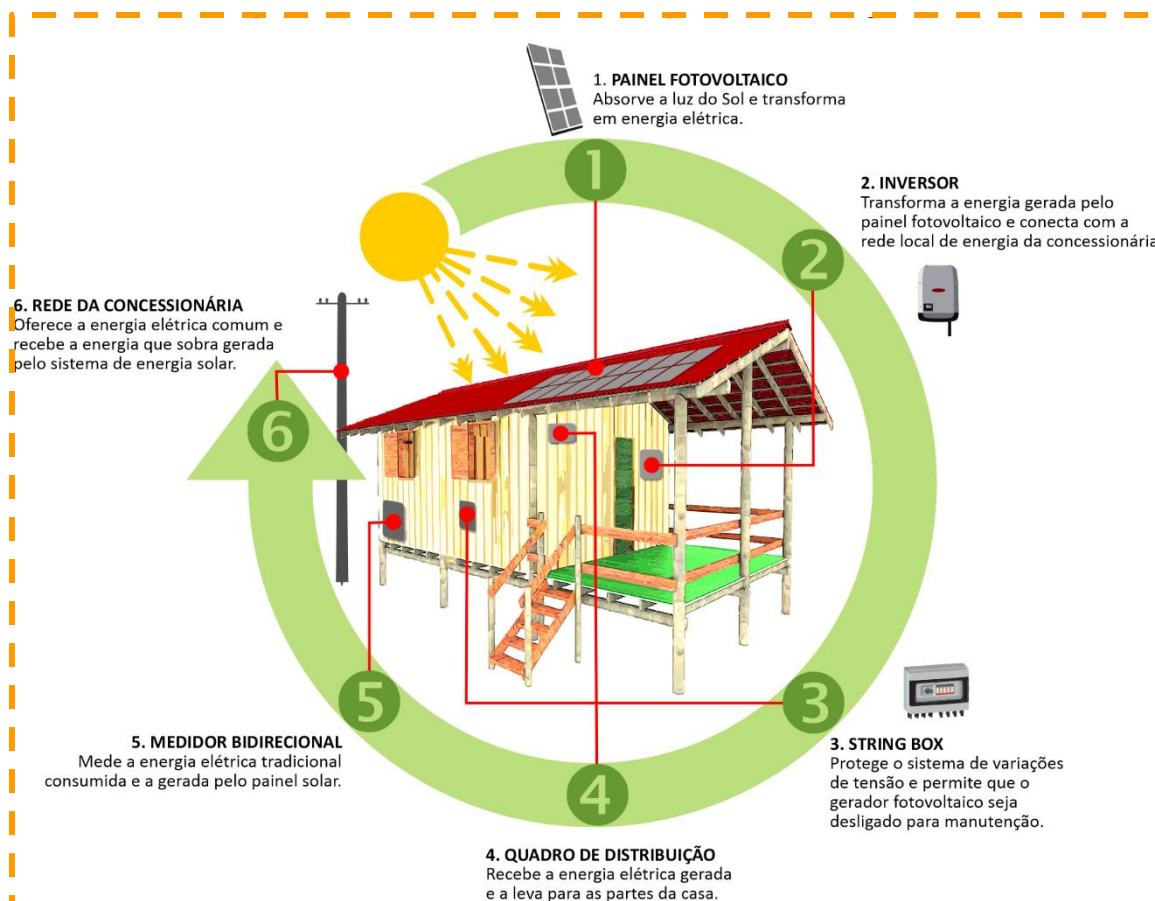 1. PAINEL FOTOVOLTAICO
Absorve a luz do Sol e transforma
em energia elétrica.
1
2. INVERSOR
Transforma a energia gerada pelo
painel fotovoltaico e conecta com a
rede local de energia da concessionária
2
6. REDE DA CONCESSIONÁRIA
Oferece a energia elétrica comum e
recebe a energia que sobra gerada
pelo sistema de energia solar.
6
5
3
5. MEDIDOR BIDIRECIONAL
Mede a energia elétrica tradicional
consumida e a gerada pelo painel solar.
3. STRING BOX
Protege o sistema de variações
de tensão e permite que o
gerador fotovoltaico seja
desligado para manutenção.
4
4. QUADRO DE DISTRIBUIÇÃO
Recebe a energia elétrica gerada
e a leva para as partes da casa.